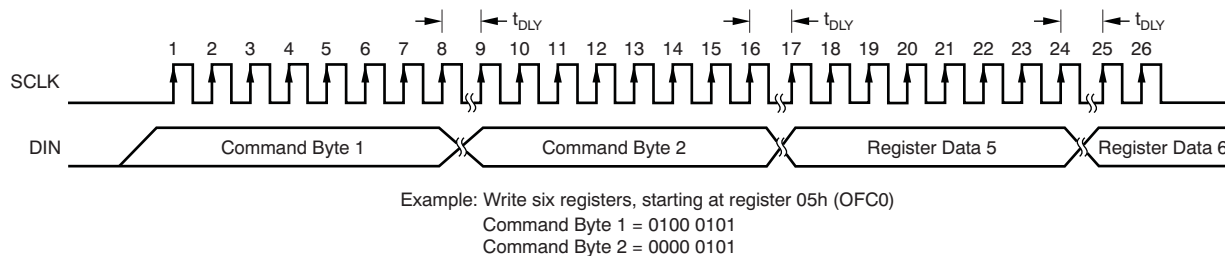 t_DLY t_DLY t_DLY
1 2 3 4 5 6 7 8 9 10 11 12 13 14 15 16 17 18 19 20 21 22 23 24 25 26
SCLK
DIN Command Byte 1 Command Byte 2 Register Data 5 Register Data 6
Example: Write six registers, starting at register 05h (OFC0)
Command Byte 1 = 0100 0101
Command Byte 2 = 0000 0101